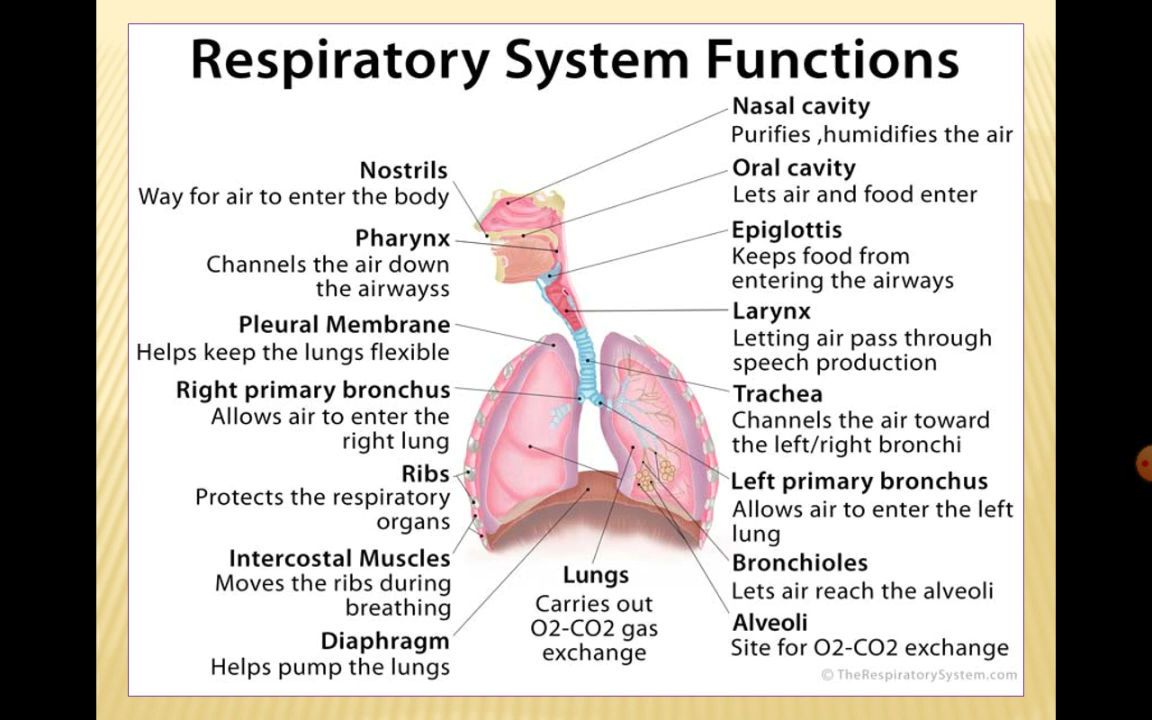 Respiratory System Functions
Nostrils
Way for air to enter the body
Pharynx
Channels the air down
the airwayss
Pleural Membrane
Helps keep the lungs flexible
Right primary bronchus
Allows air to enter the
right lung
Ribs
Protects the respiratory
organs
Intercostal Muscles
Moves the ribs during
breathing
Diaphragm
Helps pump the lungs
Lungs
Carries out
O2-CO2 gas
exchange
Nasal cavity
Purifies ,humidifies the air
Oral cavity
Lets air and food enter
Epiglottis
Keeps food from
entering the airways
Larynx
Letting air pass through
speech production
Trachea
Channels the air toward
the left/right bronchi
Left primary bronchus
Allows air to enter the left
lung
Bronchioles
Lets air reach the alveoli
Alveoli
Site for O2-CO2 exchange
© TheRespiratorySystem.com